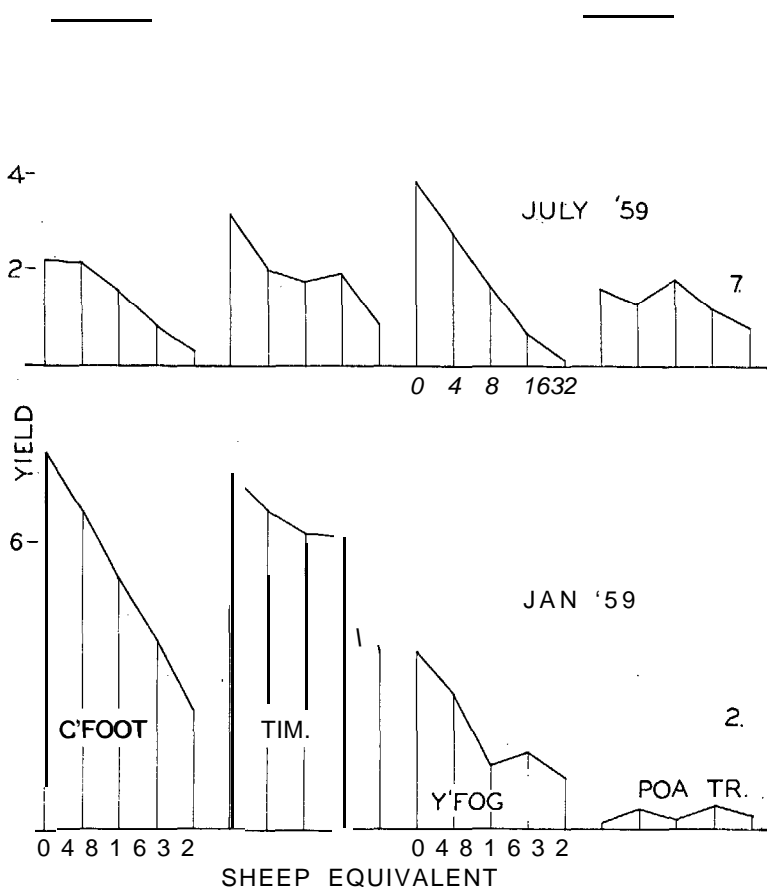 4-
JULY '59
2-
7.
0 4 8 1632
YIELD
6-
JAN '59
2.
C'FOOT
TIM.
Y'FOG
POA TR.
0 4 8 1 6 3 2
0 4 8 1 6 3 2
SHEEP EQUIVALENT